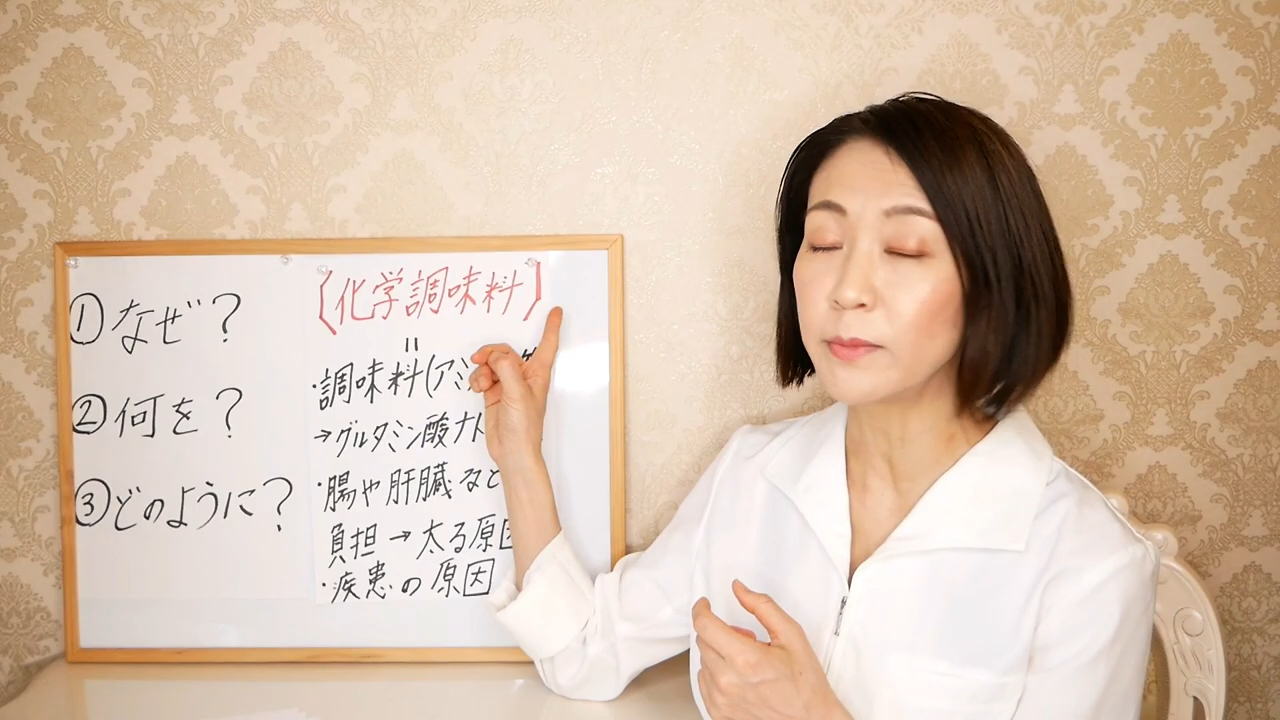 ①なぜ?
②何を?
③どのように?
【化学調味料】
=
・調味料(アミ
→グルタミン酸ナト
・腸や肝臓など
負担→太る原因
・疾患の原因